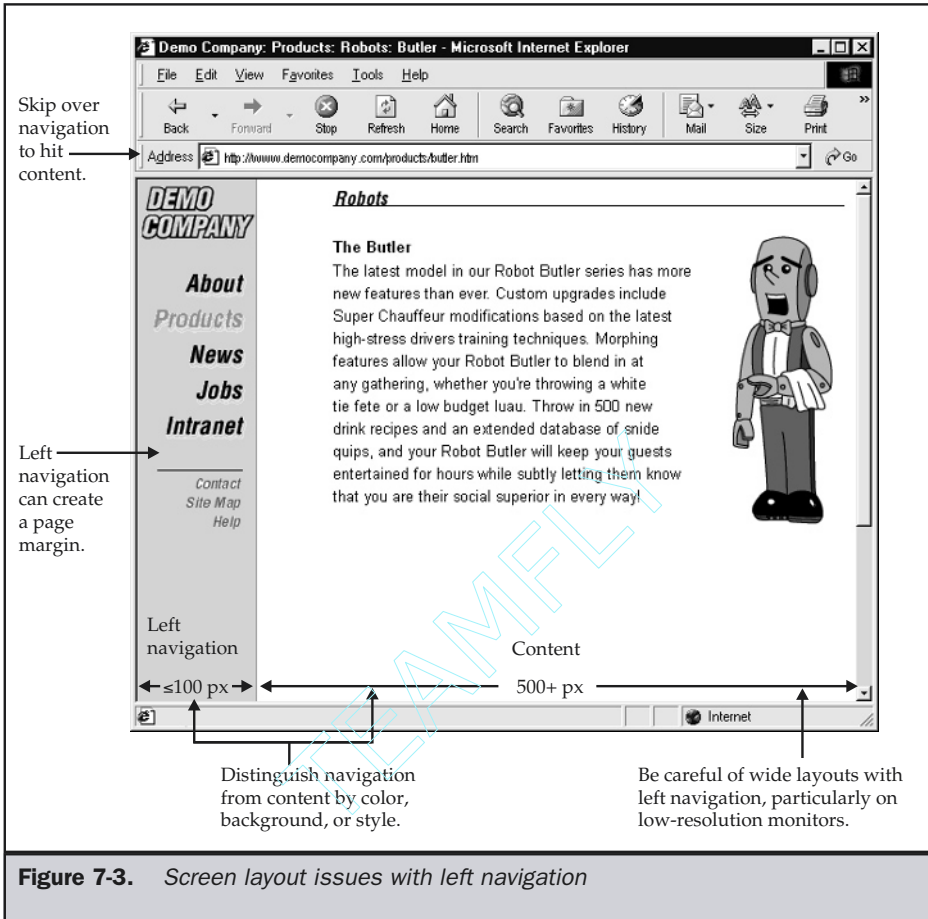 Demo Company: Products: Robots: Butler - Microsoft Internet Explorer
File Edit View Favorites Tools Help
Back Forward Stop Refresh Home Search Favorites History Mail Size Print »
Address http://wwww.democompany.com/products/butler.htm Go
Skip over
navigation
to hit
content.
DEMO
COMPANY
About
Products
News
Jobs
Intranet
Contact
Site Map
Help
Left
navigation
can create
a page
margin.
Robots
The Butler
The latest model in our Robot Butler series has more
new features than ever. Custom upgrades include
Super Chauffeur modifications based on the latest
high-stress drivers training techniques. Morphing
features allow your Robot Butler to blend in at
any gathering, whether you're throwing a white
tie fete or a low budget luau. Throw in 500 new
drink recipes and an extended database of snide
quips, and your Robot Butler will keep your guests
entertained for hours while subtly letting them know
that you are their social superior in every way!
Left
navigation
Content
≤100 px
500+ px
Internet
TEAMFLY
Distinguish navigation
from content by color,
background, or style.
Be careful of wide layouts with
left navigation, particularly on
low-resolution monitors.
Figure 7-3. Screen layout issues with left navigation